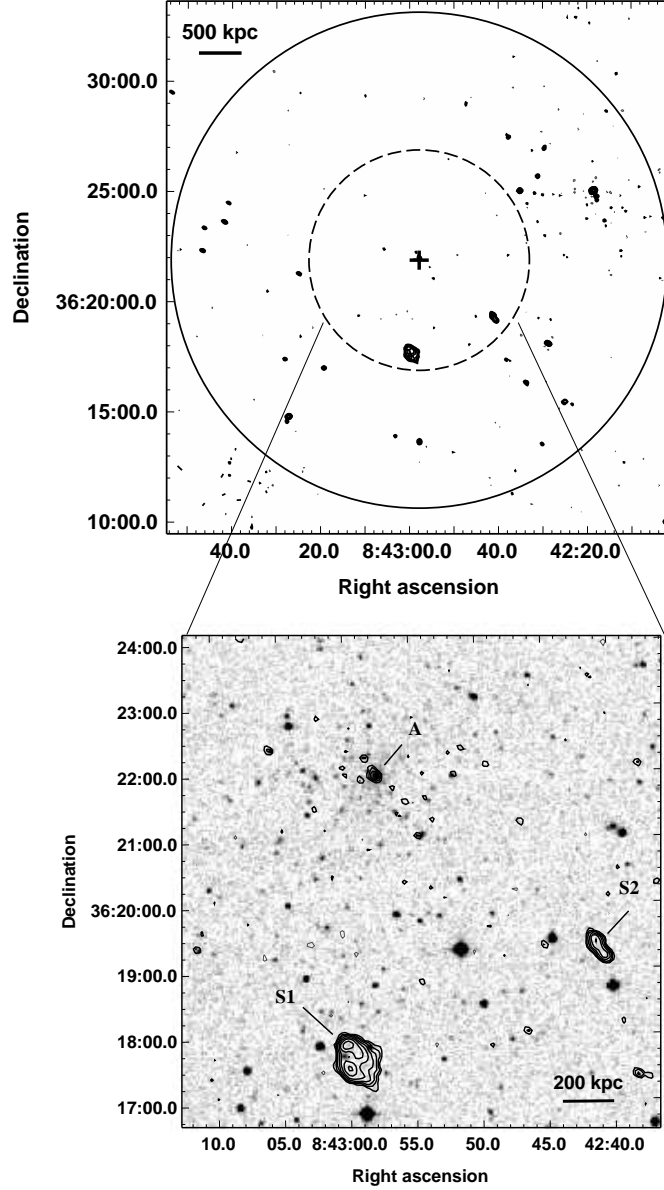 500 kpc
30:00.0
25:00.0
36:20:00.0
15:00.0
10:00.0
Declination
40.0 20.0 8:43:00.0 40.0 42:20.0
Right ascension
24:00.0
23:00.0
22:00.0
21:00.0
36:20:00.0
19:00.0
18:00.0
17:00.0
Declination
A
S2
S1
200 kpc
10.0 05.0 8:43:00.0 55.0 50.0 45.0 42:40.0
Right ascension